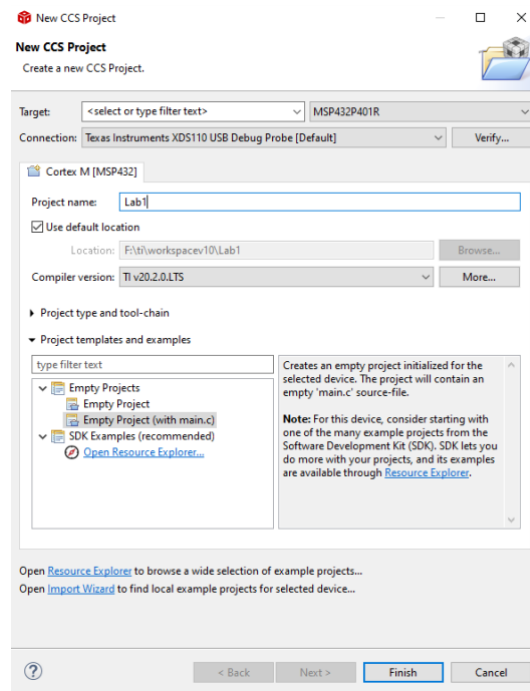 New CCS Project
New CCS Project
Create a new CCS Project.
Target: <select or type filter text> MSP432P401R
Connection: Texas Instruments XDS110 USB Debug Probe [Default] Verify...
Cortex M [MSP432]
Project name: Lab1
Use default location
Location: F:\ti\workspacev10\Lab1 Browse...
Compiler version: TI v20.2.0.LTS More...
Project type and tool-chain
Project templates and examples
type filter text
Empty Projects
Empty Project
Empty Project (with main.c)
SDK Examples (recommended)
Open Resource Explorer...
Creates an empty project initialized for the
selected device. The project will contain an
empty 'main.c' source-file.
Note: For this device, consider starting with
one of the many example projects from the
Software Development Kit (SDK). SDK lets you
do more with your projects, and its examples
are available through Resource Explorer.
Open Resource Explorer to browse a wide selection of example projects...
Open Import Wizard to find local example projects for selected device...
? < Back Next > Finish Cancel